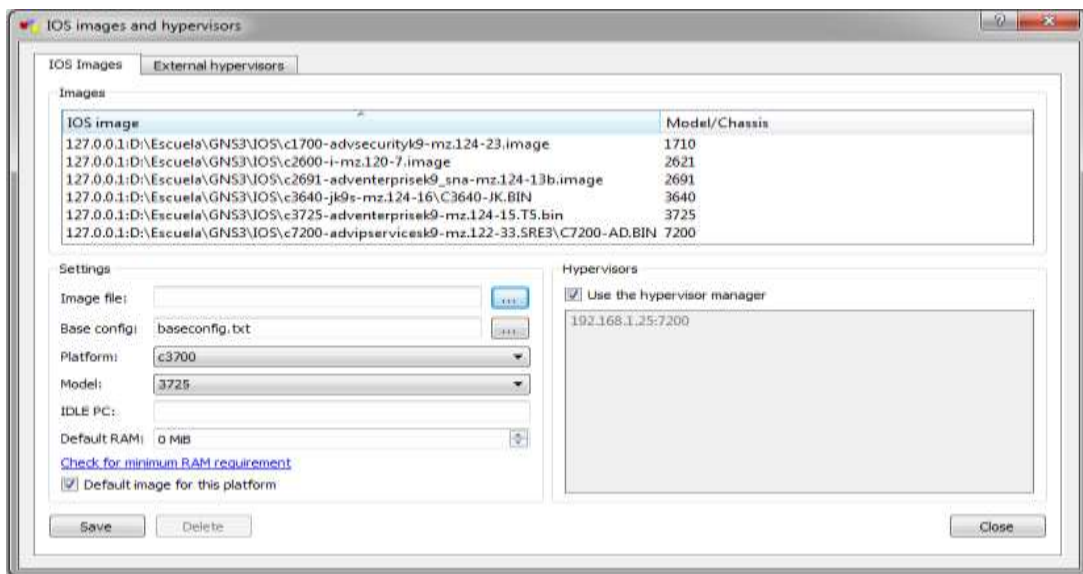 IOS images and hypervisors
IOS Images
External hypervisors
Images
IOS image Model/Chassis
127.0.0.1:D:\Escuela\GNS3\IOS\c1700-advsecurityk9-mz.124-23.image 1710
127.0.0.1:D:\Escuela\GNS3\IOS\c2600-i-mz.120-7.image 2621
127.0.0.1:D:\Escuela\GNS3\IOS\c2691-adventerprisek9_sna-mz.124-13b.image 2691
127.0.0.1:D:\Escuela\GNS3\IOS\c3640-jk9s-mz.124-16\C3640-JK.BIN 3640
127.0.0.1:D:\Escuela\GNS3\IOS\c3725-adventerprisek9-mz.124-15.T5.bin 3725
127.0.0.1:D:\Escuela\GNS3\IOS\c7200-advipservicesk9-mz.122-33.SRE3\C7200-AD.BIN 7200
Settings
Image file: ...
Base config: baseconfig.txt ...
Platform: c3700
Model: 3725
IDLE PC:
Default RAM: 0 MiB
Check for minimum RAM requirement
Default image for this platform
Save
Delete
Hypervisors
Use the hypervisor manager
192.168.1.25:7200
Close